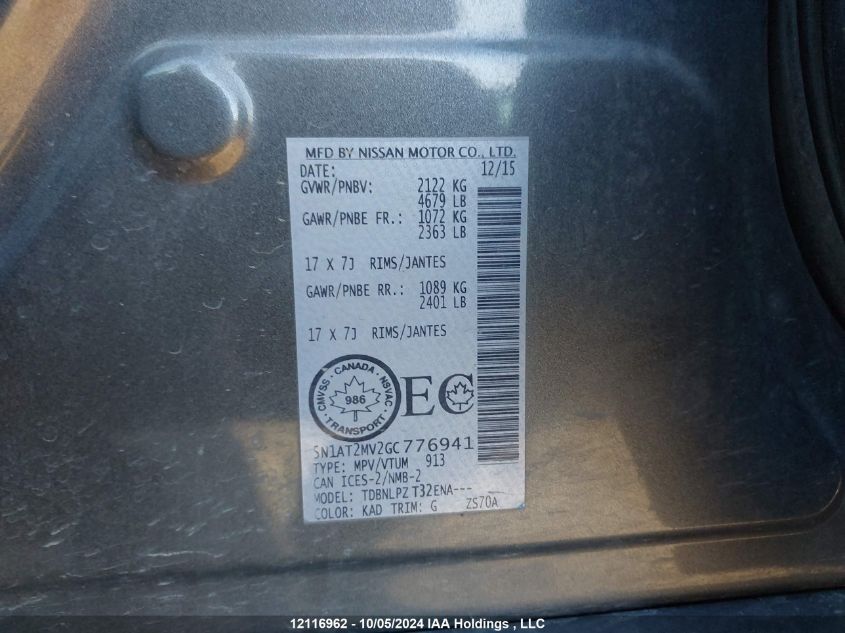 MFD BY NISSAN MOTOR CO., LTD.
DATE: 12/15
GVWR/PNBV: 2122 KG
4679 LB
GAWR/PNBE FR.: 1072 KG
2363 LB
17 X 7J RIMS/JANTES
GAWR/PNBE RR.: 1089 KG
2401 LB
17 X 7J RIMS/JANTES
CMVSS · CANADA · NSVAC · TRANSPORT ·
986
EC
5N1AT2MV2GC776941
TYPE: MPV/VTUM 913
CAN ICES-2/NMB-2
MODEL: TDBNLPZ T32ENA---
COLOR: KAD TRIM: G ZS70A
12116962 - 10/05/2024 IAA Holdings , LLC